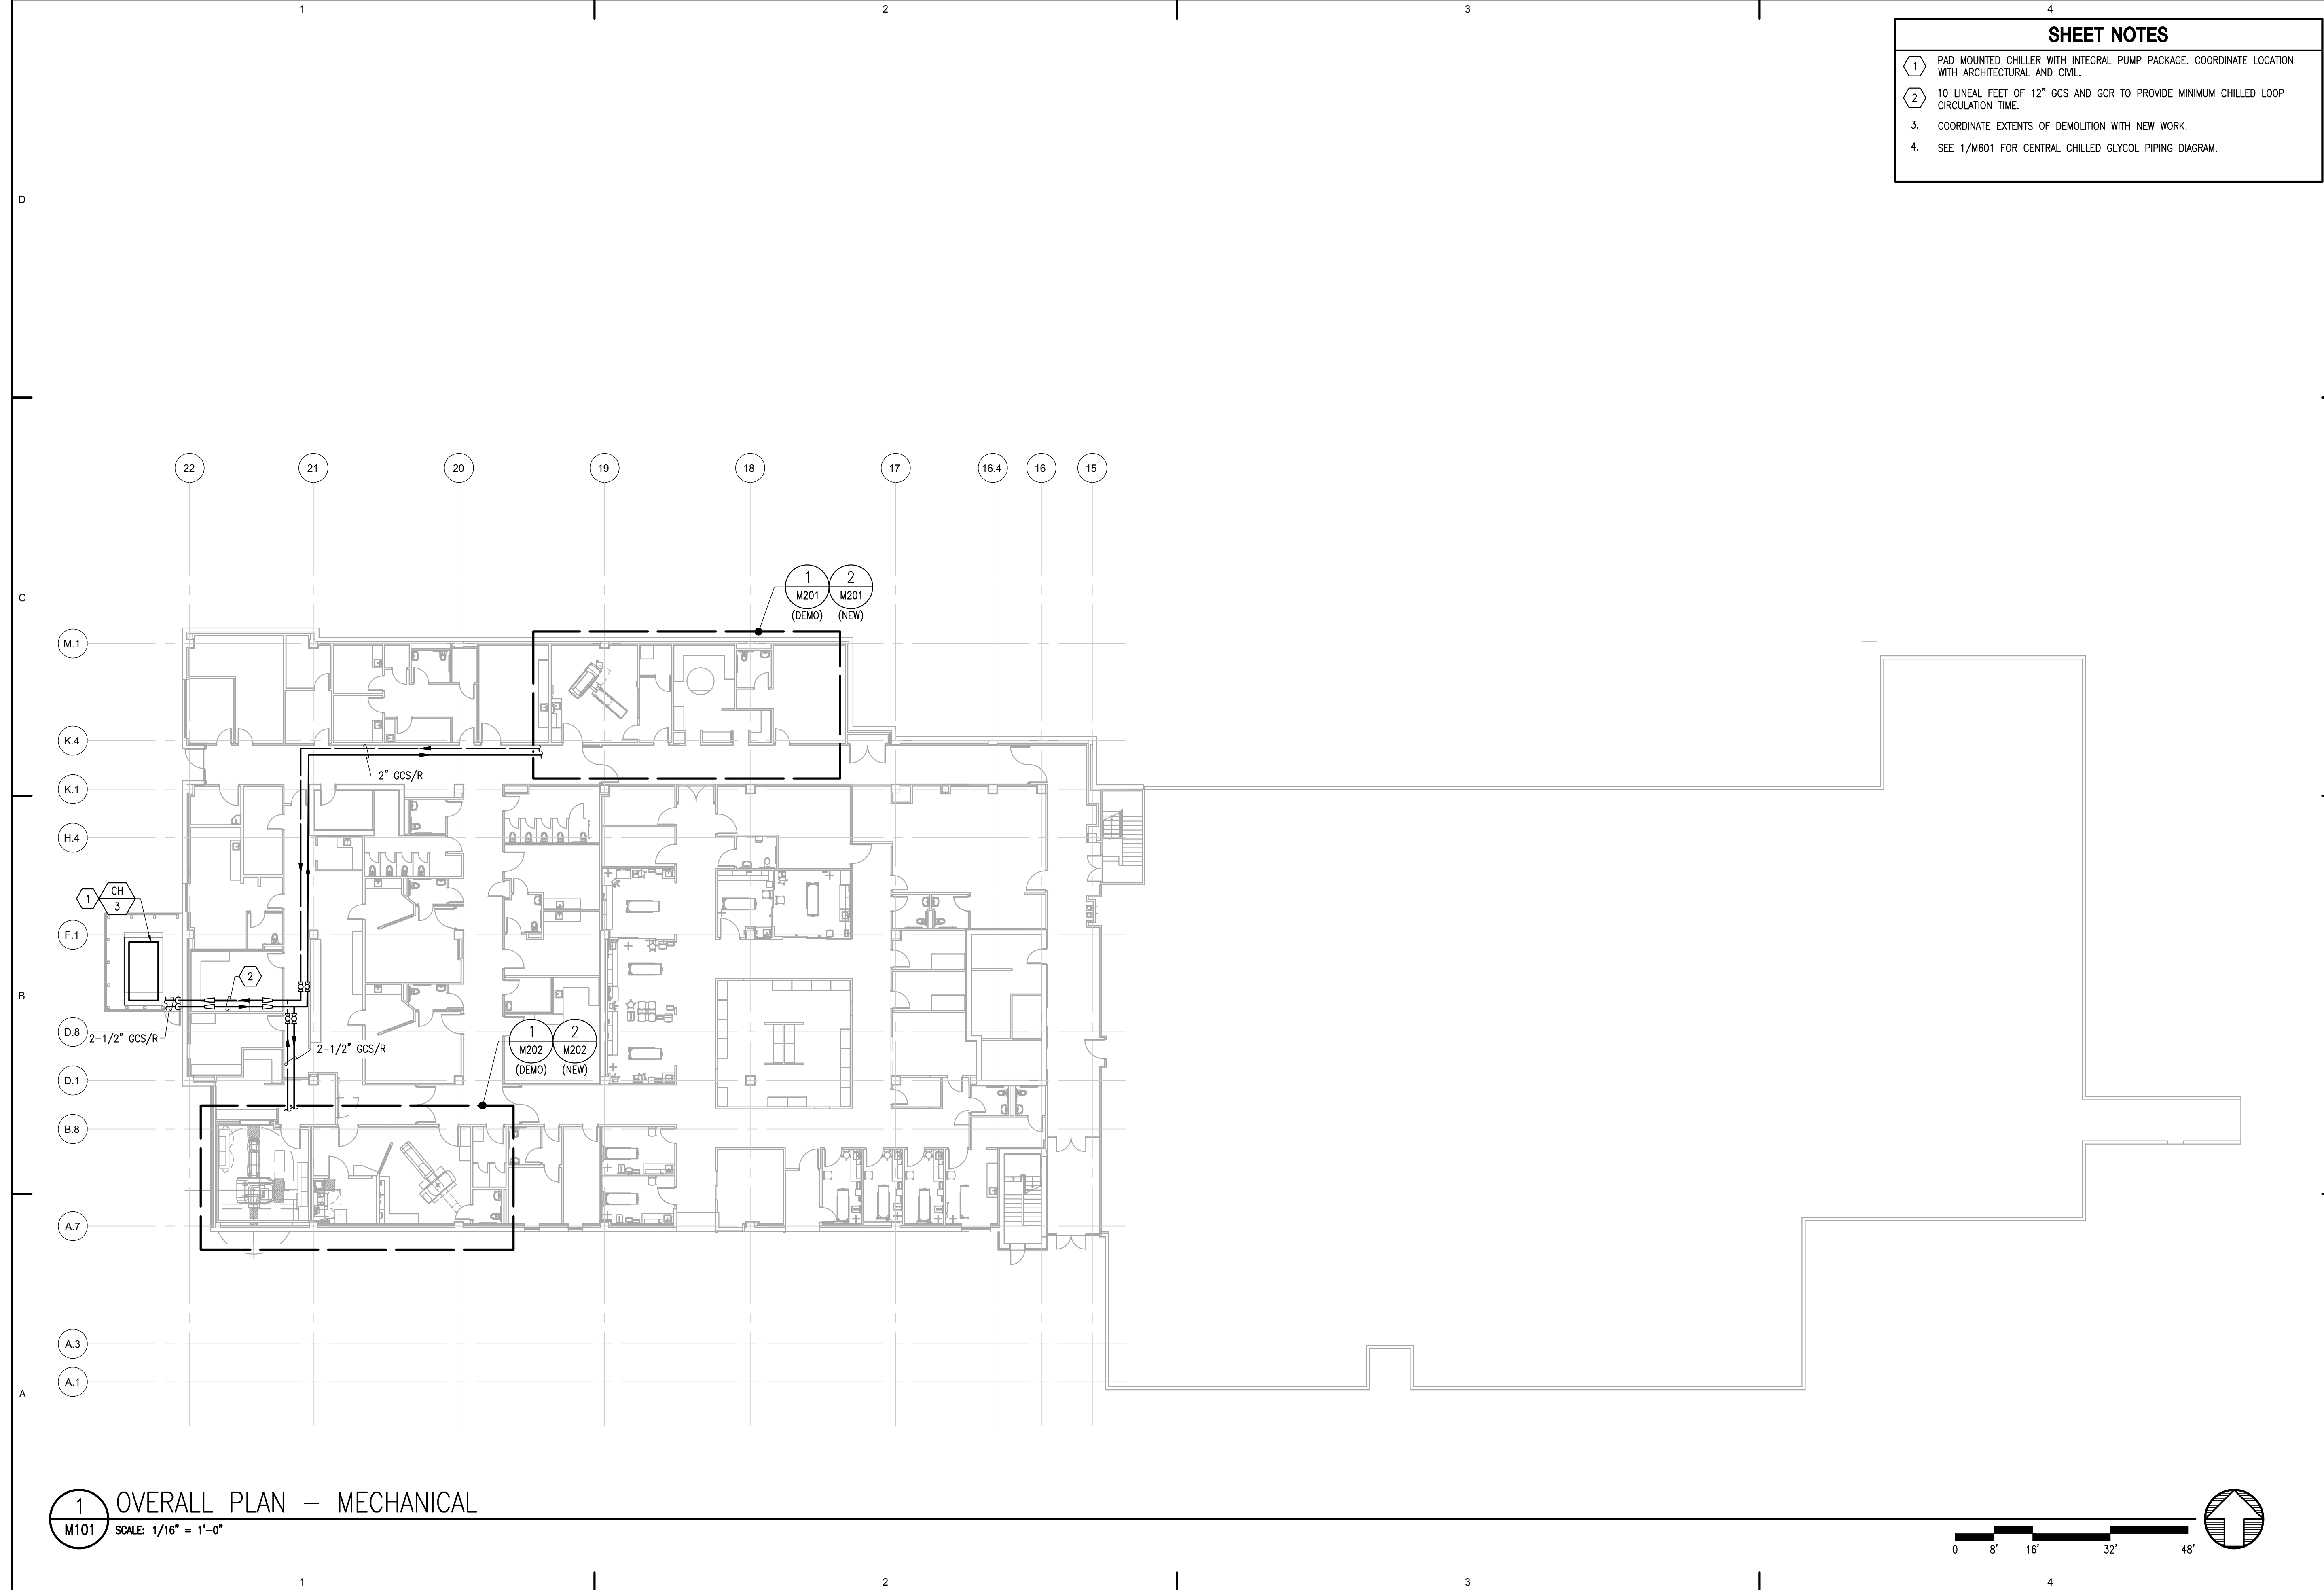 1 2 3 4
SHEET NOTES
1 PAD MOUNTED CHILLER WITH INTEGRAL PUMP PACKAGE. COORDINATE LOCATION
WITH ARCHITECTURAL AND CIVIL.
2 10 LINEAL FEET OF 12" GCS AND GCR TO PROVIDE MINIMUM CHILLED LOOP
CIRCULATION TIME.
3. COORDINATE EXTENTS OF DEMOLITION WITH NEW WORK.
4. SEE 1/M601 FOR CENTRAL CHILLED GLYCOL PIPING DIAGRAM.
D
22 21 20 19 18 17 16.4 16 15
C
1 2
M201 M201
(DEMO) (NEW)
M.1
K.4
2" GCS/R
K.1
H.4
1 CH
3
F.1
2
B
D.8
2-1/2" GCS/R
2-1/2" GCS/R
1 2
M202 M202
(DEMO) (NEW)
D.1
B.8
A.7
A.3
A.1
A
1
M101
OVERALL PLAN - MECHANICAL
SCALE: 1/16" = 1'-0"
0 8' 16' 32' 48'
1 2 3 4